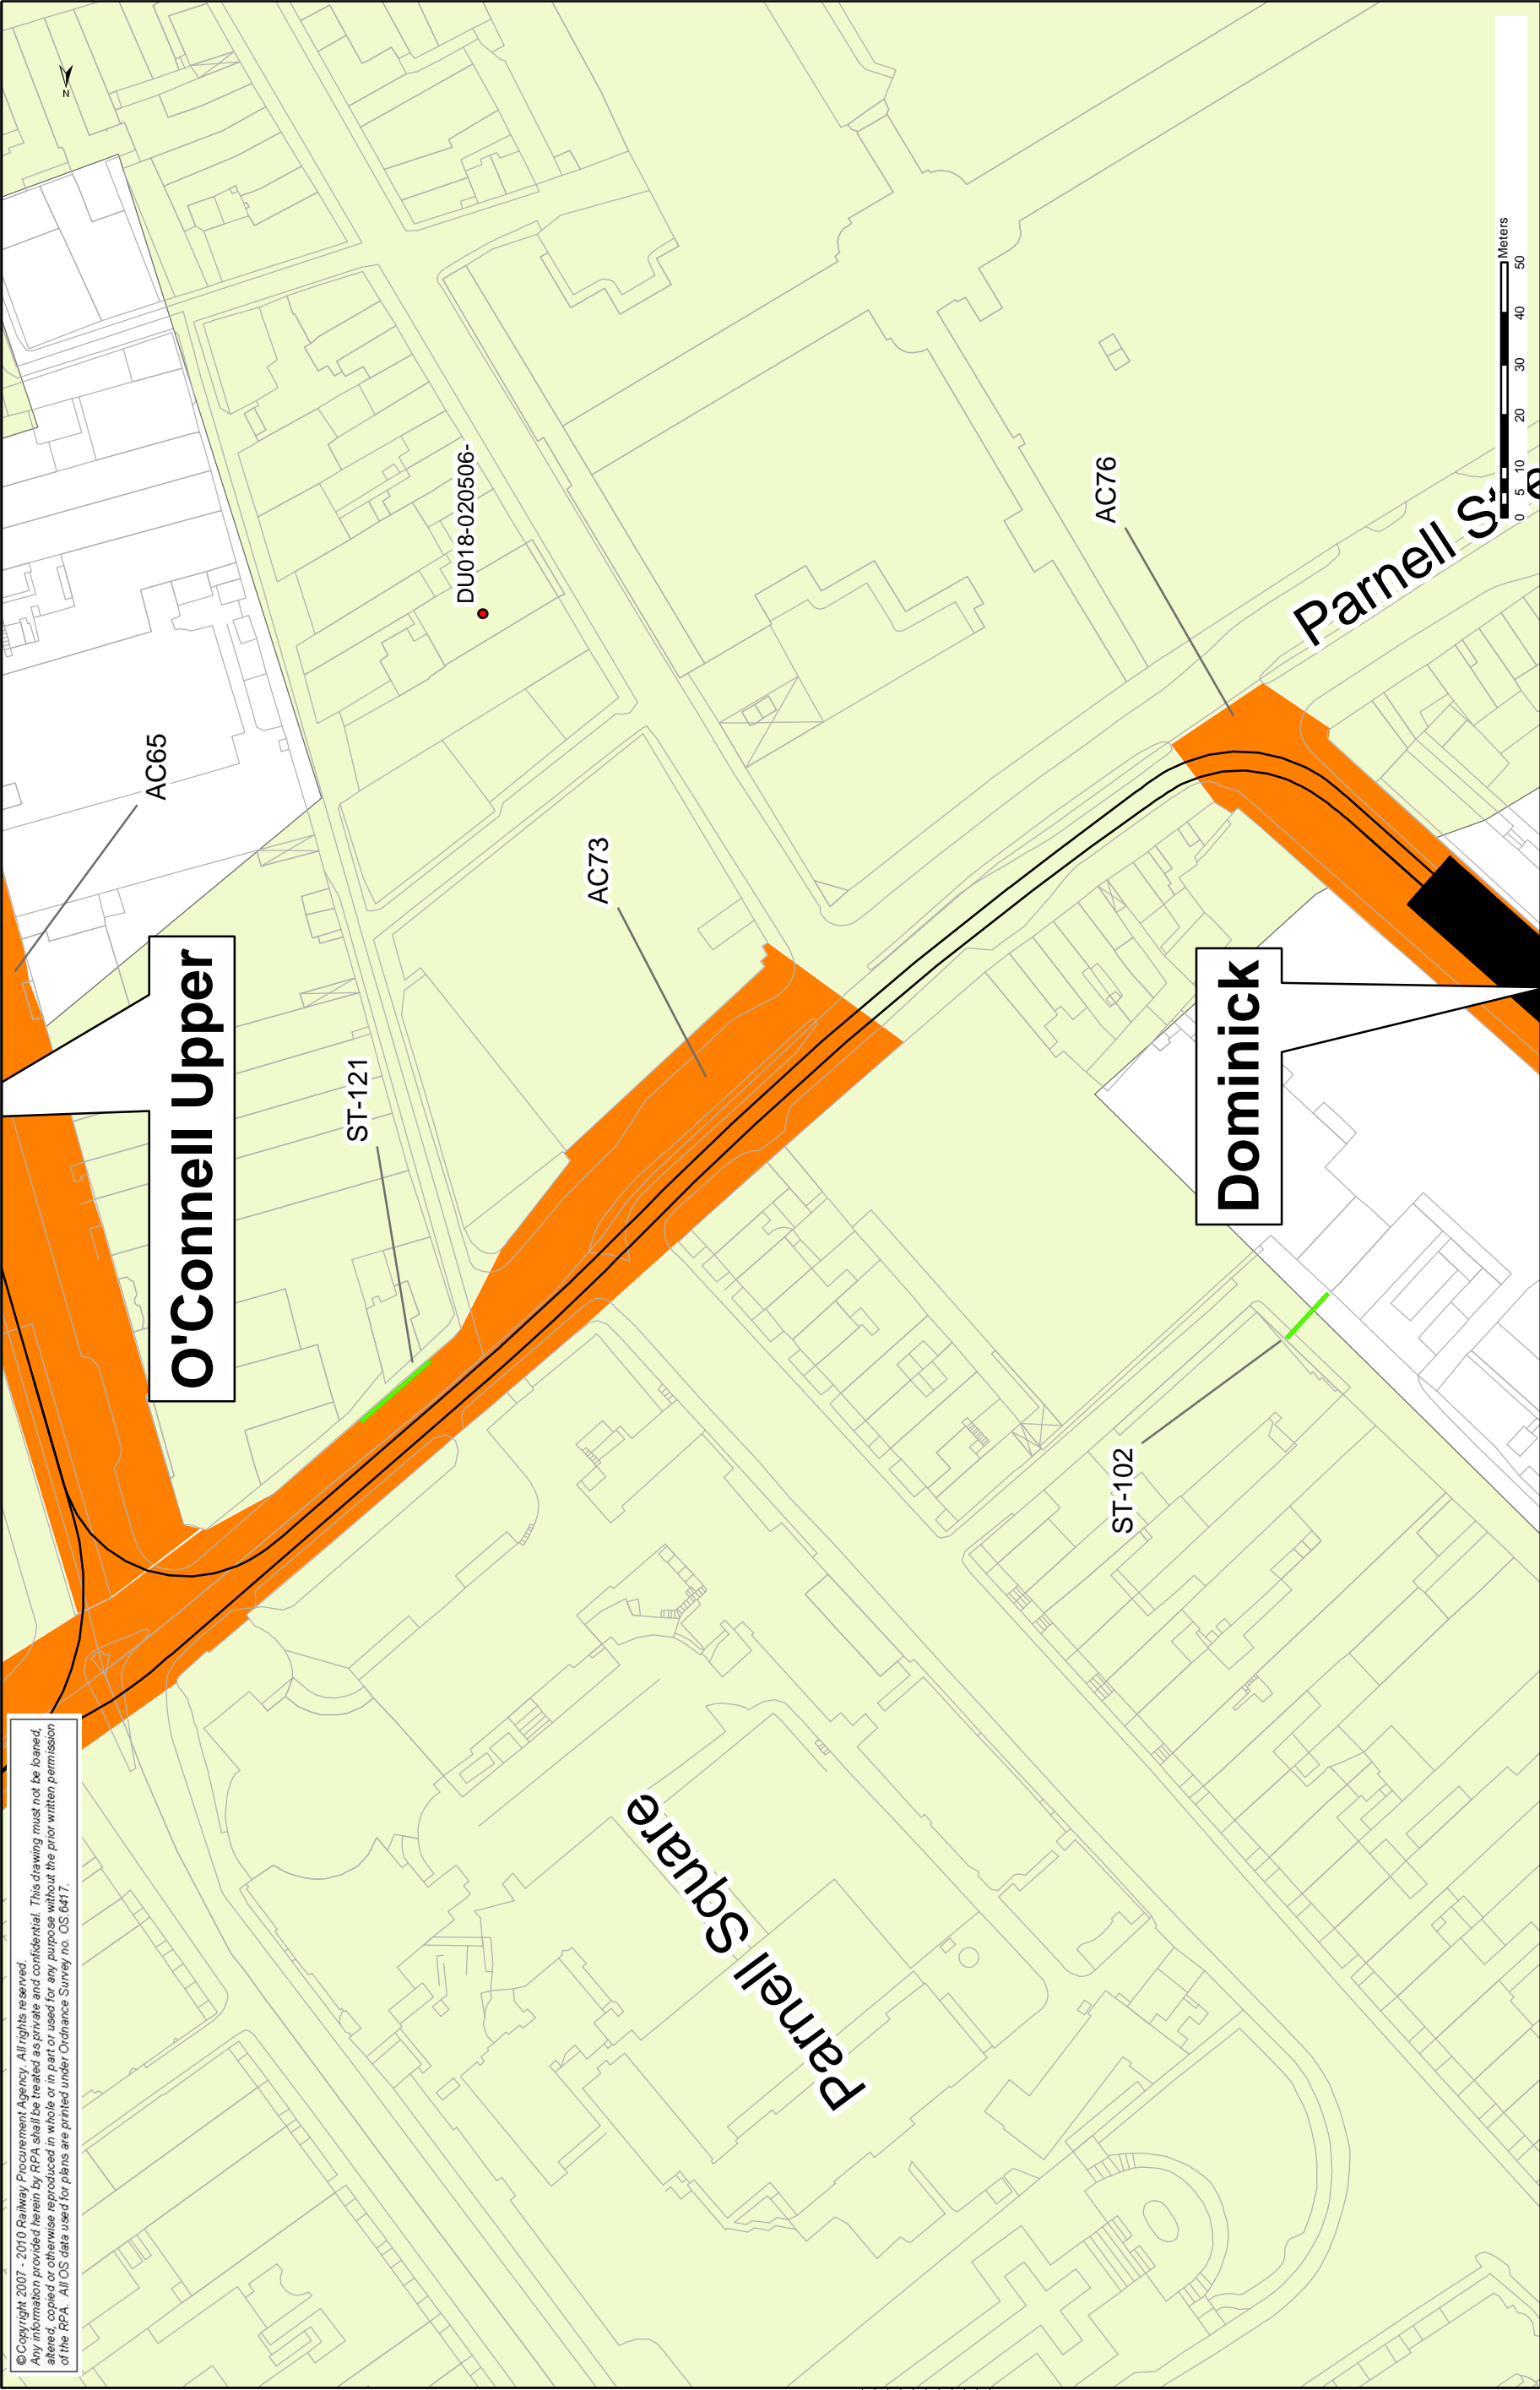 ©Copyright 2007 - 2010 Railway Procurement Agency. All rights reserved.
Any information provided herein by RPA shall be treated as private and confidential. This drawing must not be loaned,
altered, copied or otherwise reproduced in whole or in part or used for any purpose without the prior written permission
of the RPA. All OS data used for plans are printed under Ordnance Survey no. OS 6417.
O'Connell Upper
AC65
N
ST-121
DU018-020506-
AC73
Parnell Square
AC76
ST-102
Dominick
Parnell
0 5 10 20 30 40 50
Meters